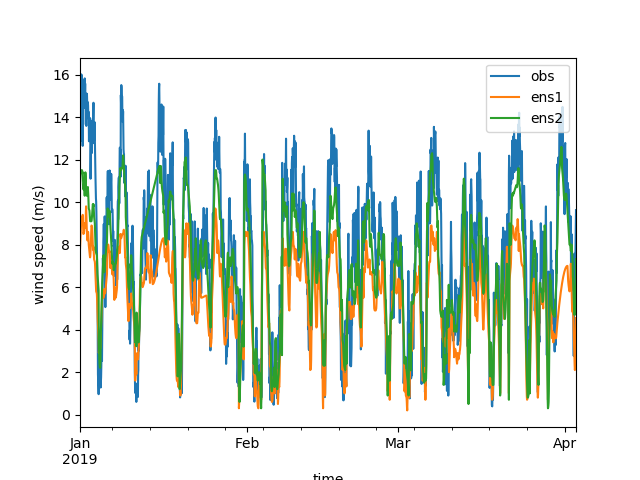 obs
ens1
ens2
16
14
12
10
8
6
4
2
0
wind speed (m/s)
Jan
2019
Feb
Mar
Apr
time